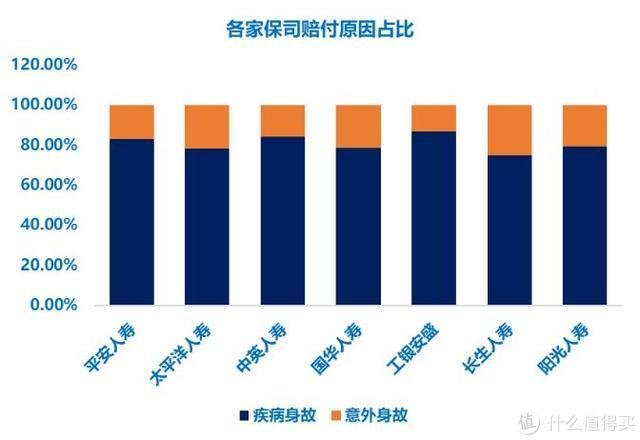 各家保司赔付原因占比
120.00%
100.00%
80.00%
60.00%
40.00%
20.00%
0.00%
平安人寿
太平洋人寿
中英人寿
国华人寿
工银安盛
长生人寿
阳光人寿
疾病身故 意外身故
值 什么值得买